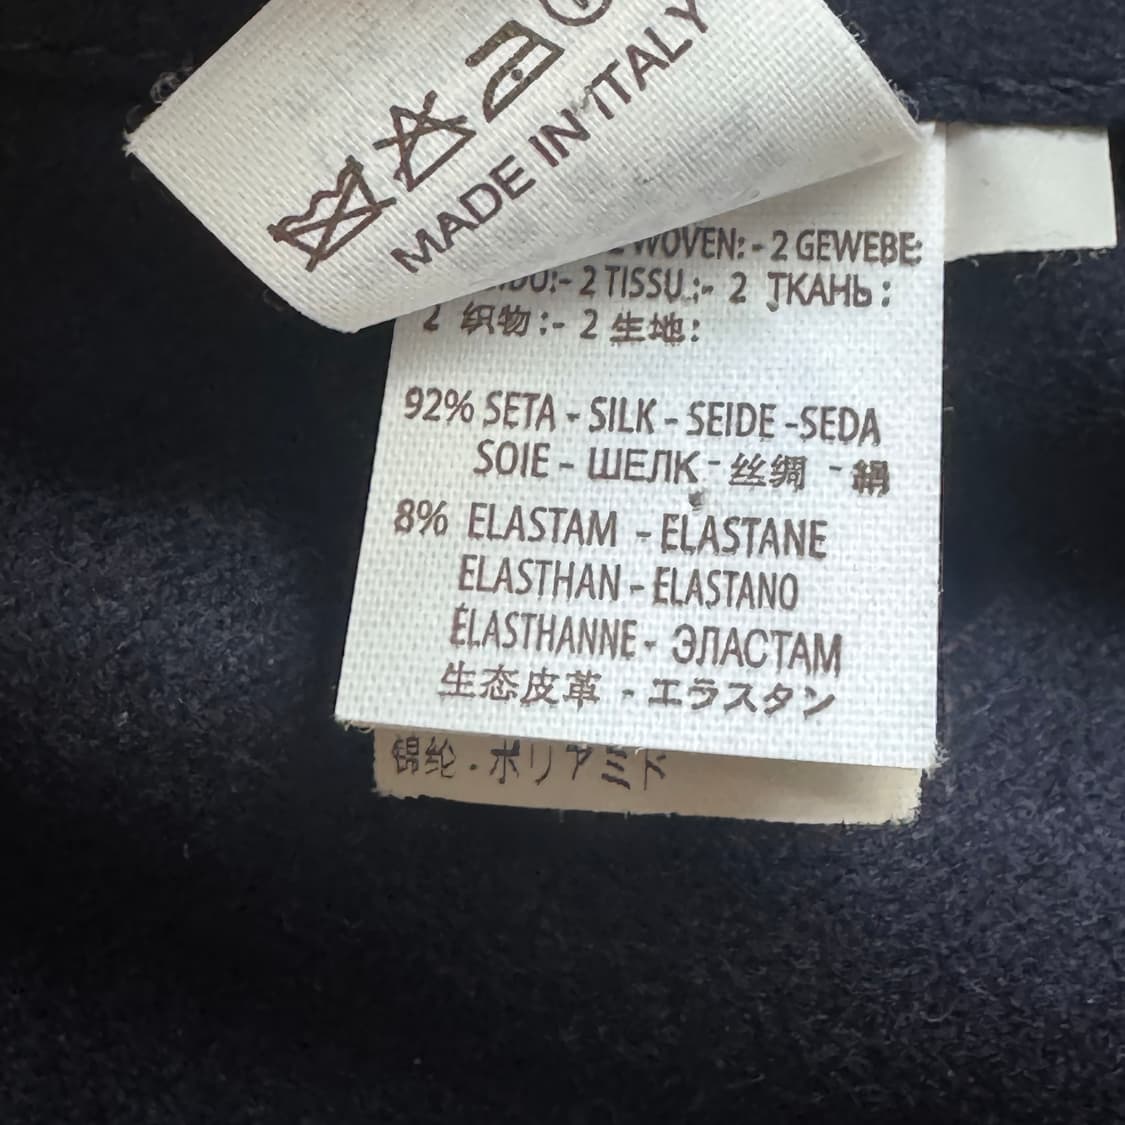 MADE IN ITALY
WOVEN:- 2 GEWEBE:
2 TISSU :- 2 ТКАНЬ :
2 织物 :- 2 生地:
92% SETA - SILK - SEIDE -SEDA
SOIE - ШЕЛК - 丝绸 - 絹
8% ELASTAM - ELASTANE
ELASTHAN - ELASTANO
ÉLASTHANNE - ЭЛАСТАМ
生态皮革 - エラスタン
锦纶 - ポリアミド